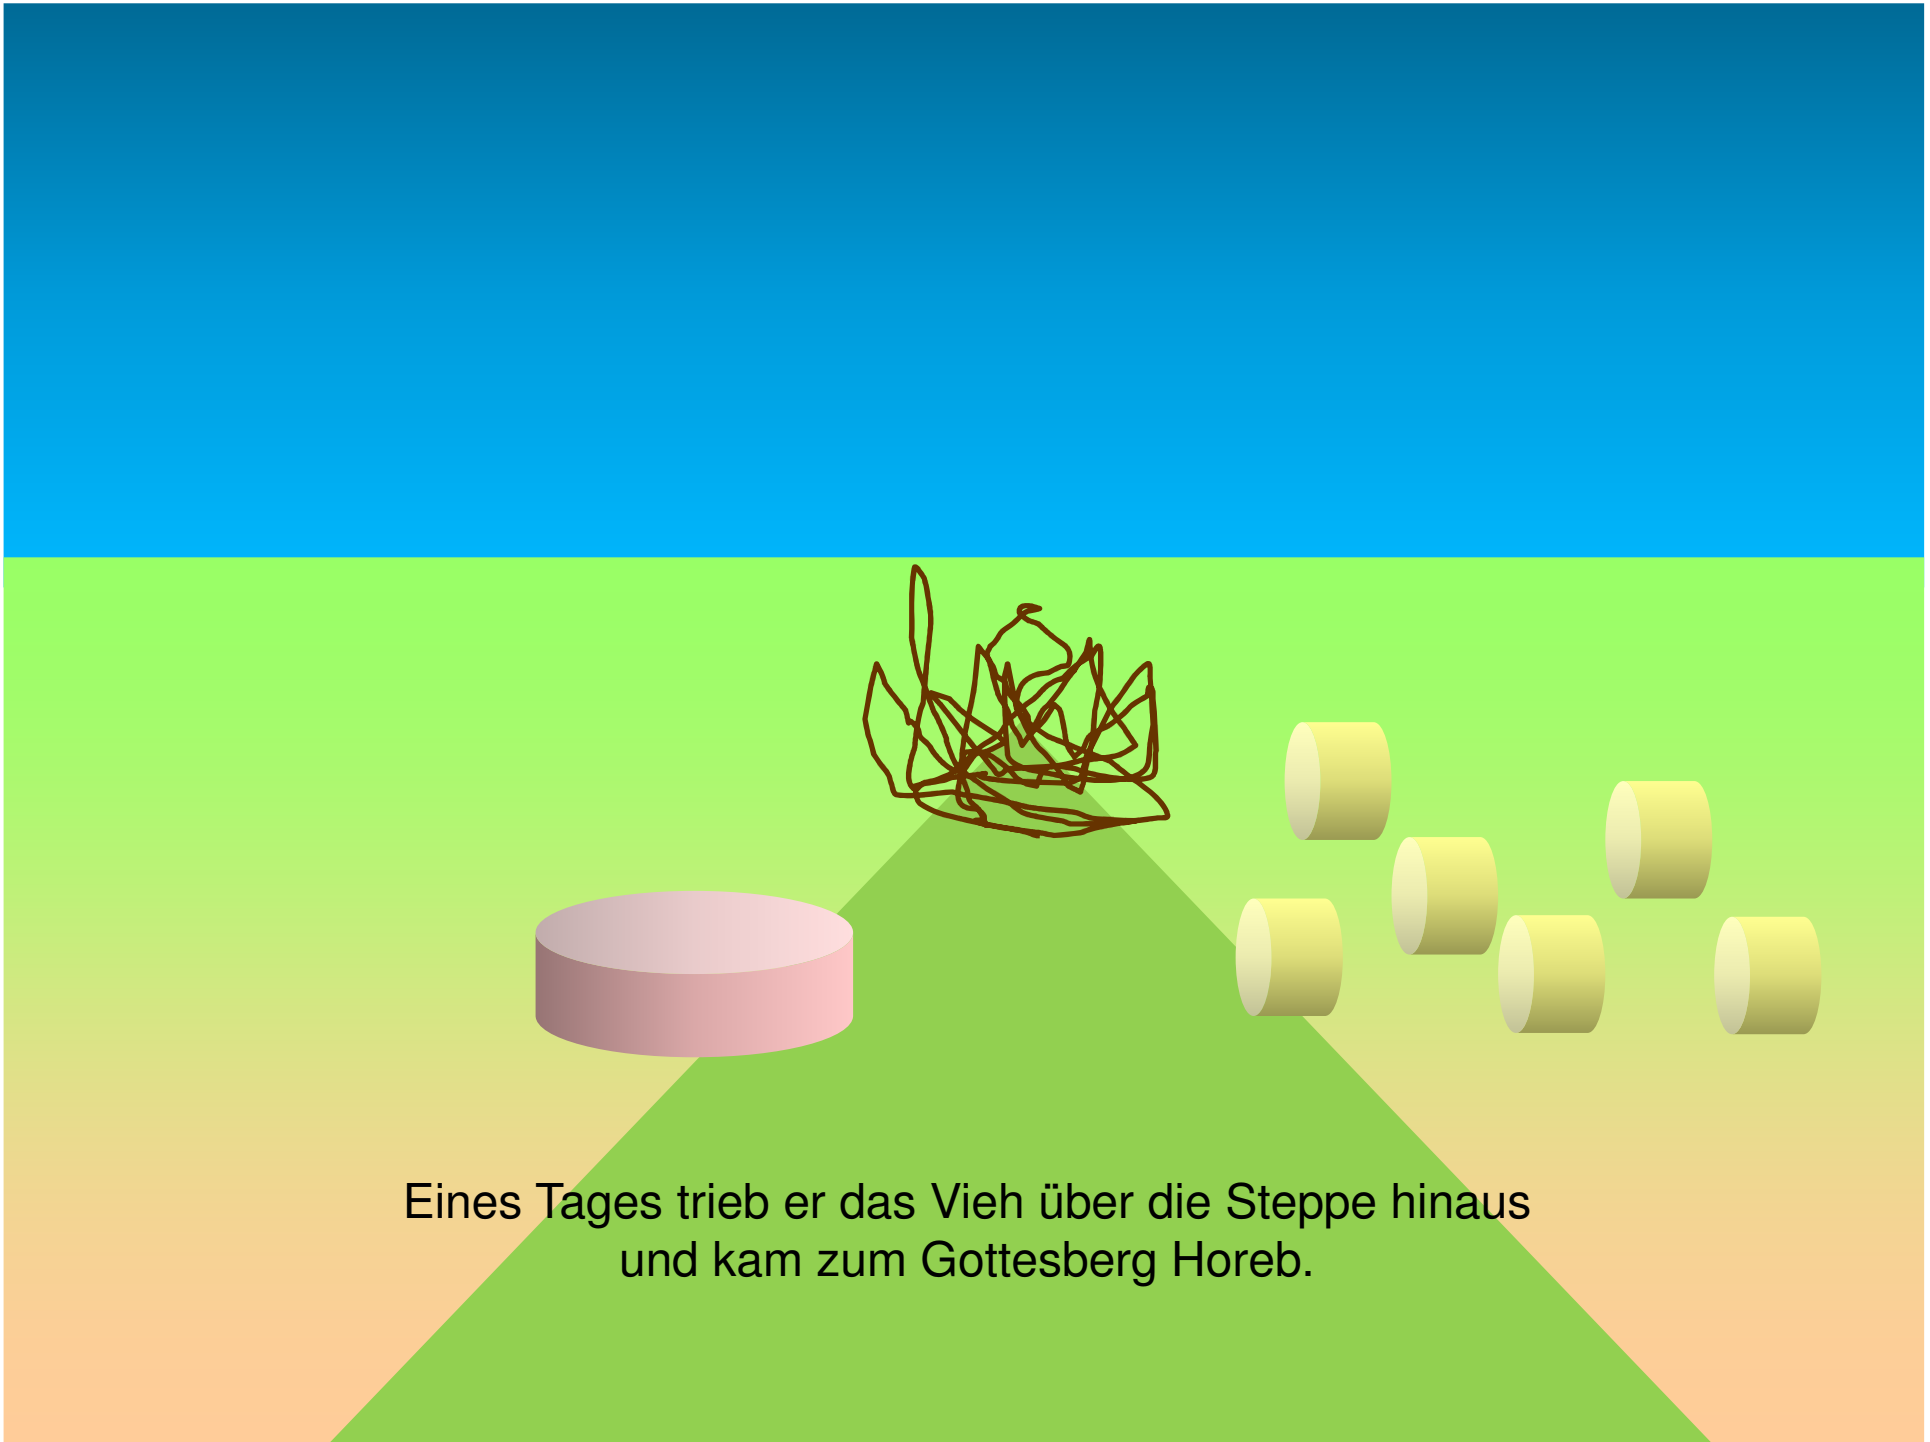 Eines Tages trieb er das Vieh über die Steppe hinaus
und kam zum Gottesberg Horeb.